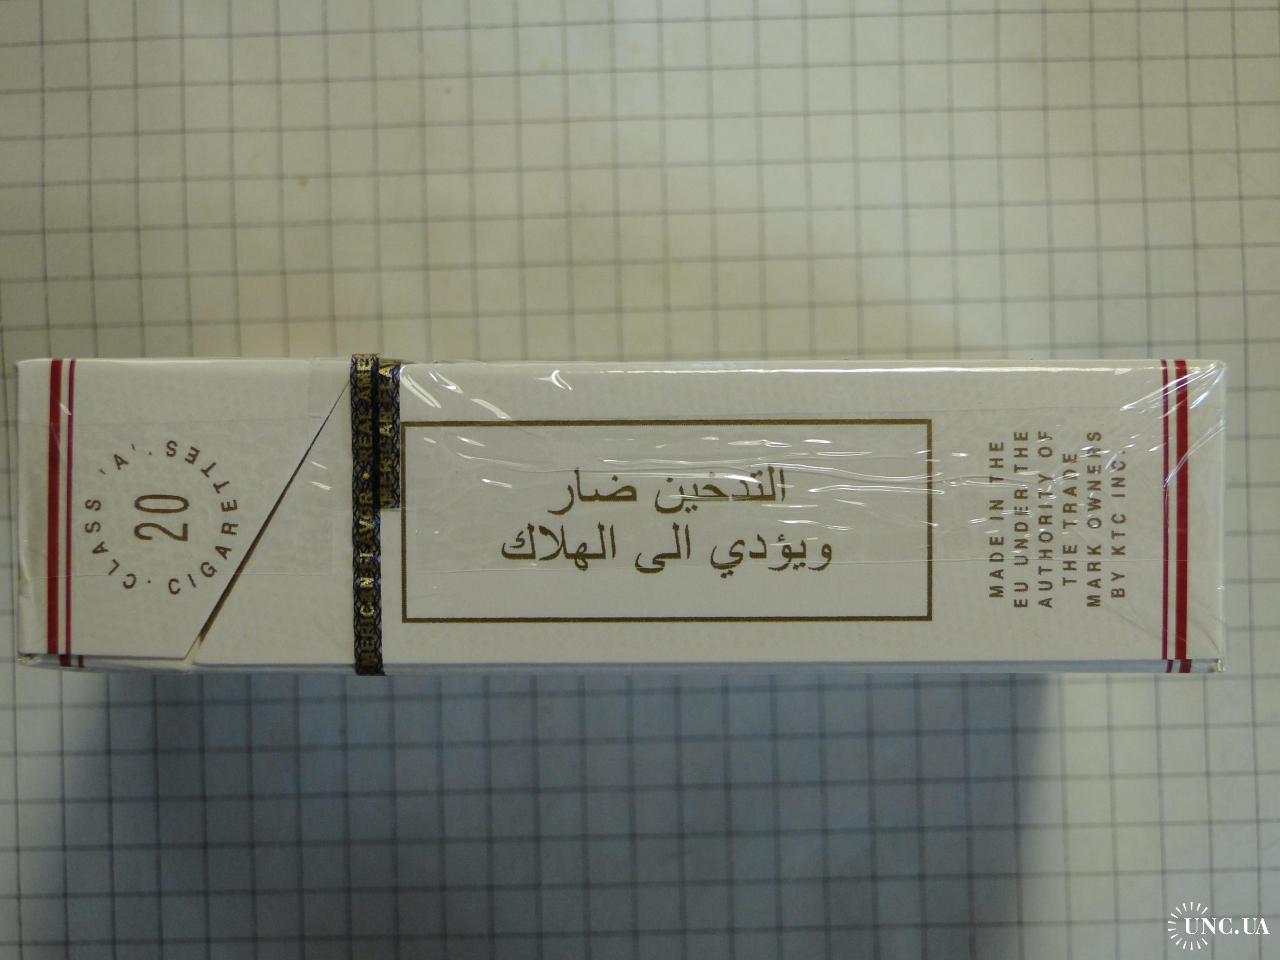 CLASS 'A'. CIGARETTES
20
التدخين ضار
ويؤدي الى الهلاك
MADE IN THE
EU UNDER THE
AUTHORITY OF
THE TRADE
MARK OWNERS
BY KTC INC.
UNC.UA